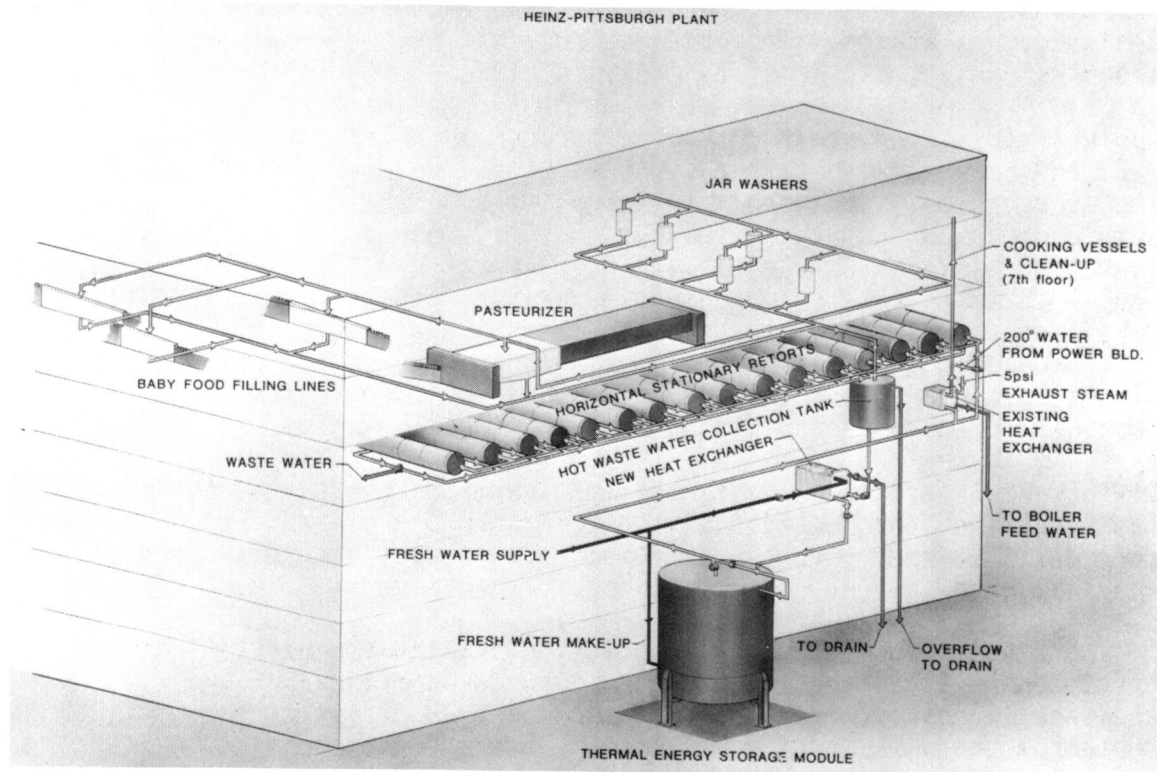 HEINZ-PITTSBURGH PLANT
JAR WASHERS
COOKING VESSELS
& CLEAN-UP
(7th floor)
PASTEURIZER
200° WATER
FROM POWER BLD.
BABY FOOD FILLING LINES
HORIZONTAL STATIONARY RETORTS
5psi
EXHAUST STEAM
EXISTING
HEAT
EXCHANGER
WASTE WATER
HOT WASTE WATER COLLECTION TANK
NEW HEAT EXCHANGER
TO BOILER
FEED WATER
FRESH WATER SUPPLY
FRESH WATER MAKE-UP
TO DRAIN
OVERFLOW
TO DRAIN
THERMAL ENERGY STORAGE MODULE